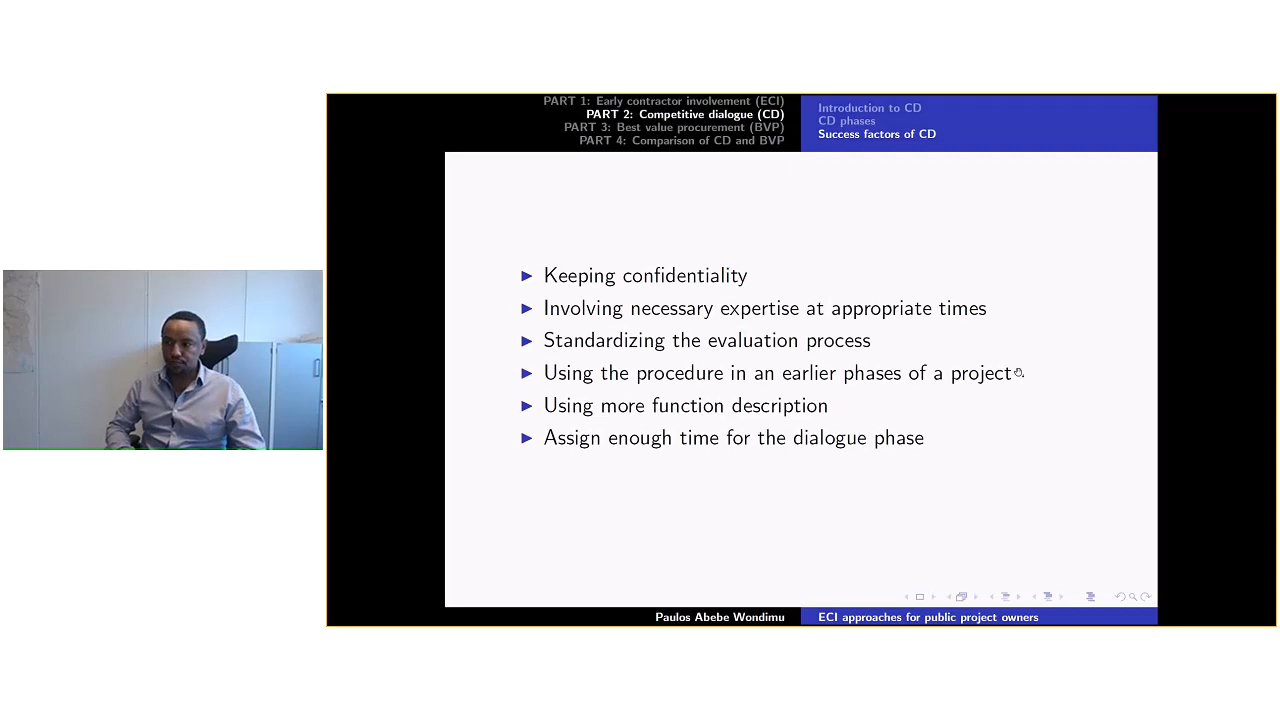 PART 1: Early contractor involvement (ECI)
PART 2: Competitive dialogue (CD)
PART 3: Best value procurement (BVP)
PART 4: Comparison of CD and BVP
Introduction to CD
CD phases
Success factors of CD
Keeping confidentiality
Involving necessary expertise at appropriate times
Standardizing the evaluation process
Using the procedure in an earlier phases of a project
Using more function description
Assign enough time for the dialogue phase
Paulos Abebe Wondimu
ECI approaches for public project owners